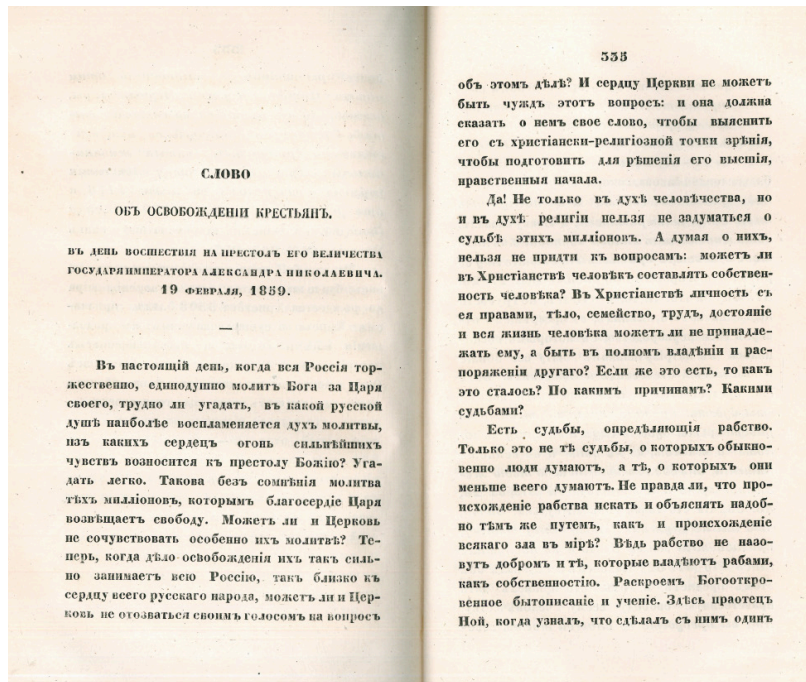 СЛОВО
ОБЪ ОСВОБОЖДЕНІИ КРЕСТЬЯНЪ.
ВЪ ДЕНЬ ВОСШЕСТВІЯ НА ПРЕСТОЛЪ ЕГО ВЕЛИЧЕСТВА
ГОСУДАРЯ ИМПЕРАТОРА АЛЕКСАНДРА НИКОЛАЕВИЧА.
19 ФЕВРАЛЯ, 1859.
Въ настоящій день, когда вся Россія тор-
жественно, единодушно молитъ Бога за Царя
своего, трудно ли угадать, въ какой русской
душѣ наиболѣе воспламеняется духъ молитвы,
изъ какихъ сердецъ огонь сильнѣйшихъ
чувствъ возносится къ престолу Божію? Уга-
дать легко. Такова безъ сомнѣнія молитва
тѣхъ милліоновъ, которымъ благосердіе Царя
возвѣщаетъ свободу. Можетъ ли и Церковь
не сочувствовать особенно ихъ молитвѣ? Те-
перь, когда дѣло освобожденія ихъ такъ силь-
но занимаетъ всю Россію, такъ близко къ
сердцу всего русскаго народа, можетъ ли и Цер-
ковь не отозваться своимъ голосомъ на вопросъ
335
объ этомъ дѣлѣ? И сердцу Церкви не можетъ
быть чуждъ этотъ вопросъ: и она должна
сказать о немъ свое слово, чтобы выяснить
его съ христіански-религіозной точки зрѣнія,
чтобы подготовить для рѣшенія его высшія,
нравственныя начала.
Да! Не только въ духѣ человѣчества, но
и въ духѣ религіи нельзя не задуматься о
судьбѣ этихъ милліоновъ. А думая о нихъ,
нельзя не придти къ вопросамъ: можетъ ли
въ Христіанствѣ человѣкъ составлять собствен-
ность человѣка? Въ Христіанствѣ личность съ
ея правами, тѣло, семейство, трудъ, достояніе
и вся жизнь человѣка можетъ ли не принадле-
жать ему, а быть въ полномъ владѣніи и рас-
поряженіи другаго? Если же это есть, то какъ
это сталось? По какимъ причинамъ? Какими
судьбами?
Есть судьбы, опредѣляющія рабство.
Только это не тѣ судьбы, о которыхъ обыкно-
венно люди думаютъ, а тѣ, о которыхъ они
меньше всего думаютъ. Не правда ли, что про-
исхожденіе рабства искать и объяснять надоб-
но тѣмъ же путемъ, какъ и происхожденіе
всякаго зла въ мірѣ? Вѣдь рабство не назо-
вутъ добромъ и тѣ, которые владѣютъ рабами,
какъ собственностію. Раскроемъ Богооткро-
венное бытописаніе и ученіе. Здѣсь праотецъ
Ной, когда узналъ, что сдѣлалъ съ нимъ одинъ